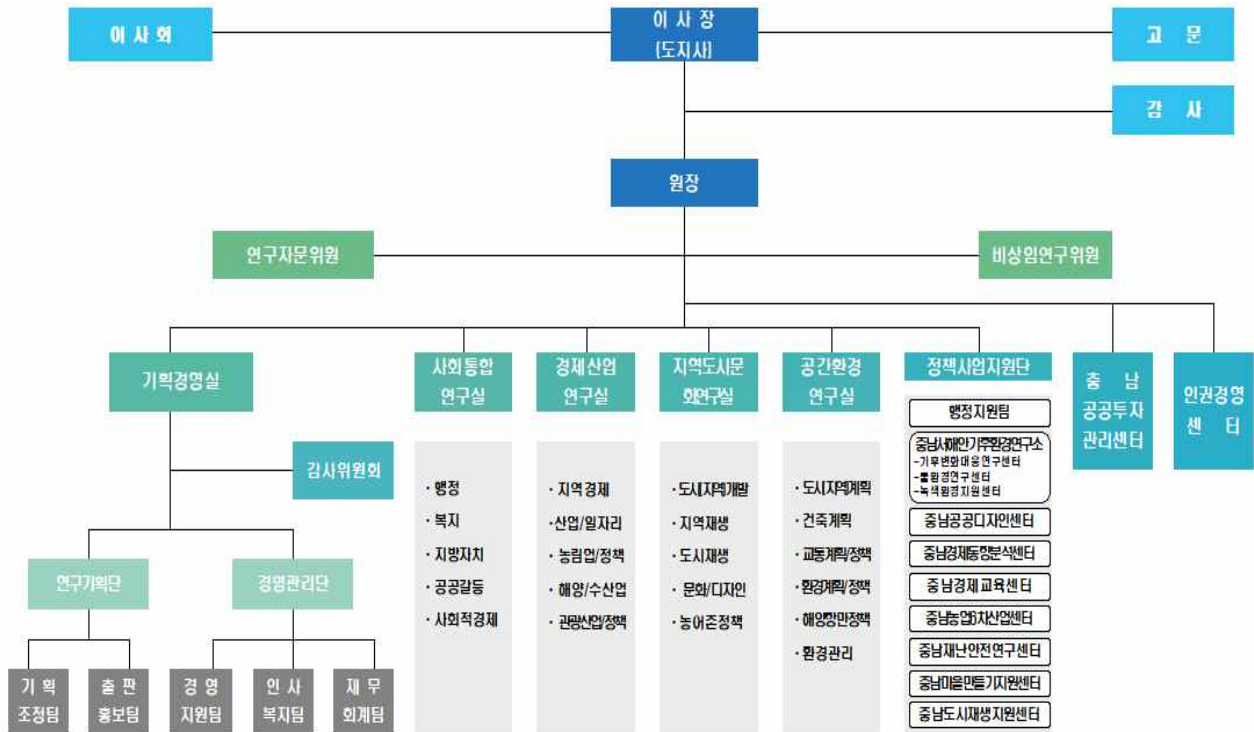 이 사 회
이 사 장
(도지사)
고 문
감 사
원장
연구자문위원
비상임연구위원
기획경영실
사회통합
연구실
경제산업
연구실
지역도시문
화연구실
공간환경
연구실
정책사업지원단
충 남
공공투자
관리센터
인권경영
센 터
감사위원회
연구기획단
경영관리단
기 획
조정팀
출 판
홍보팀
경 영
지원팀
인 사
복지팀
재 무
회계팀
· 행정
· 복지
· 지방자치
· 공공갈등
· 사회적경제
· 지역경제
· 산업/일자리
· 농림업/정책
· 해양/수산업
· 관광산업/정책
· 도시/지역개발
· 지역재생
· 도시재생
· 문화/디자인
· 농어촌정책
· 도시/지역계획
· 건축계획
· 교통계획/정책
· 환경계획/정책
· 해양항만정책
· 환경관리
행정지원팀
충남서해안기후환경연구소
-기후변화대응연구센터
-물환경연구센터
-녹색환경지원센터
충남공공디자인센터
충남경제동향분석센터
충남경제교육센터
충남농업6차산업센터
충남재난안전연구센터
충남마을만들기지원센터
충남도시재생지원센터